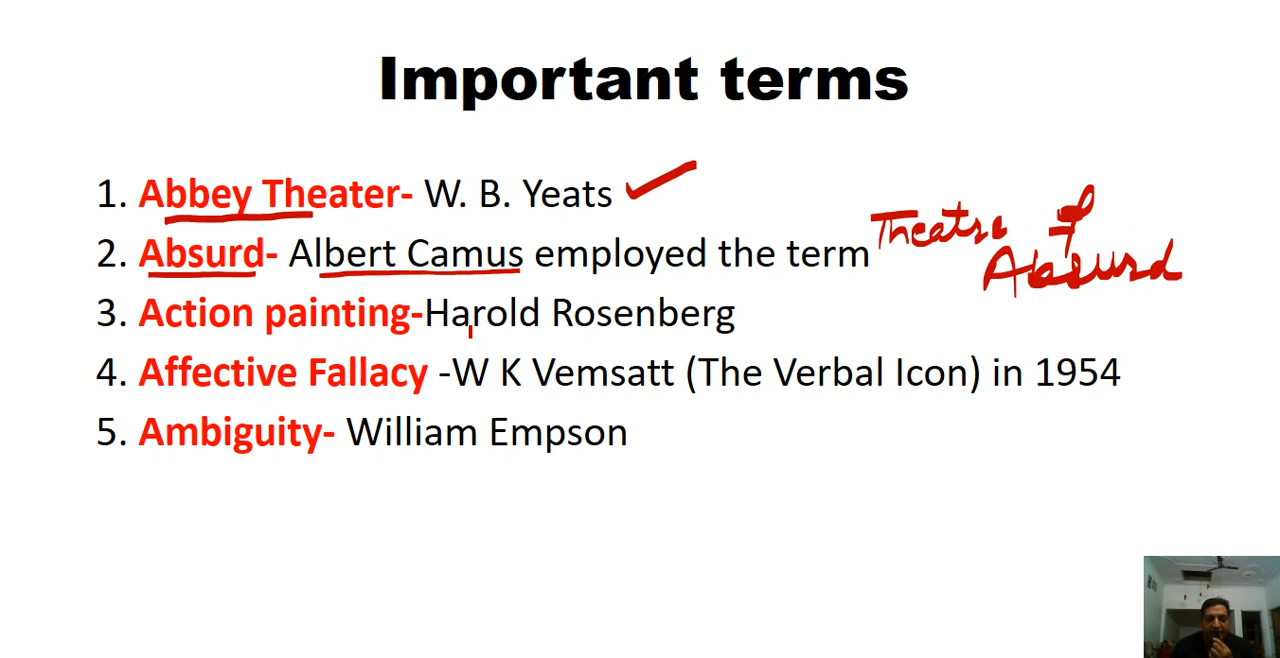 Important terms
1. Abbey Theater- W. B. Yeats
2. Absurd- Albert Camus employed the term Theatre of
Absurd
3. Action painting-Harold Rosenberg
4. Affective Fallacy -W K Vemsatt (The Verbal Icon) in 1954
5. Ambiguity- William Empson